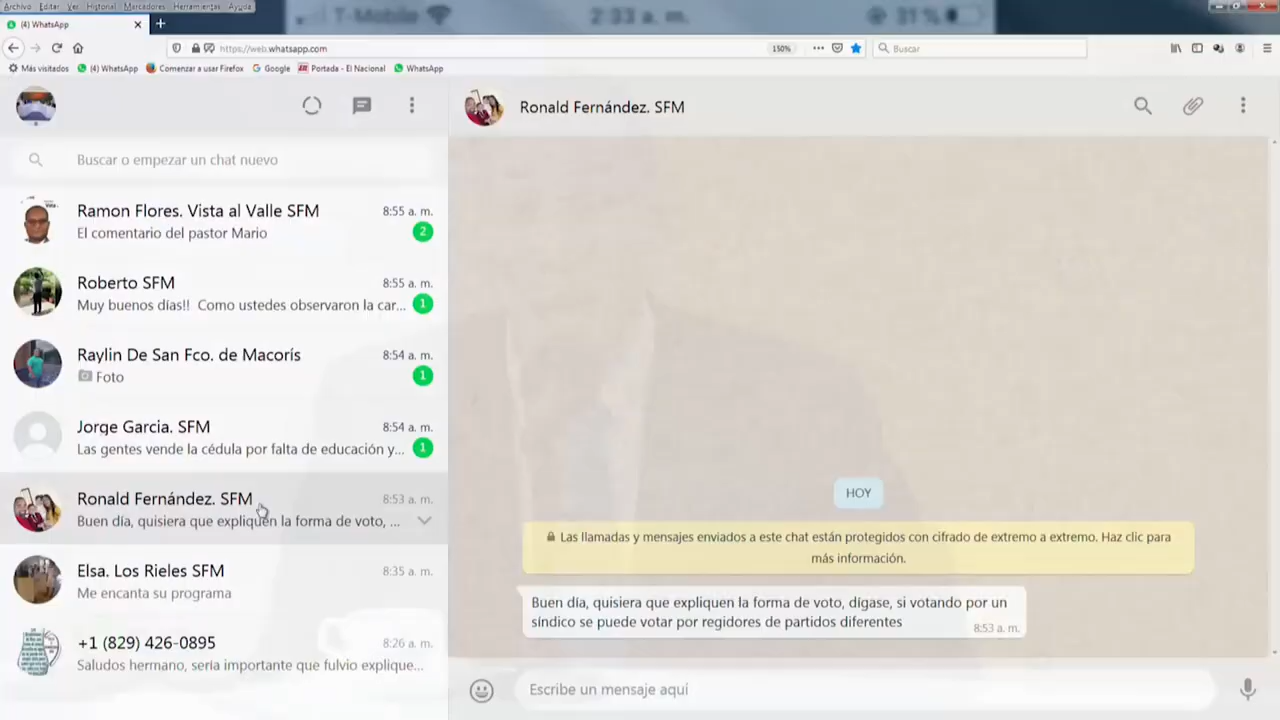 Archivo Editar Ver Historial Marcadores Herramientas Ayuda
T-Mobile 2:33 a. m. 31 %
(4) WhatsApp
https://web.whatsapp.com
150%
Buscar
Más visitados (4) WhatsApp Comenzar a usar Firefox Google Portada - El Nacional WhatsApp
Buscar o empezar un chat nuevo
Ramon Flores. Vista al Valle SFM 8:55 a. m.
El comentario del pastor Mario 2
Roberto SFM 8:55 a. m.
Muy buenos días!! Como ustedes observaron la car... 1
Raylin De San Fco. de Macorís 8:54 a. m.
Foto 1
Jorge Garcia. SFM 8:54 a. m.
Las gentes vende la cédula por falta de educación y... 1
Ronald Fernández. SFM 8:53 a. m.
Buen día, quisiera que expliquen la forma de voto, ...
Elsa. Los Rieles SFM 8:35 a. m.
Me encanta su programa
+1 (829) 426-0895 8:26 a. m.
Saludos hermano, seria importante que fulvio explique...
Ronald Fernández. SFM
HOY
Las llamadas y mensajes enviados a este chat están protegidos con cifrado de extremo a extremo. Haz clic para
más información.
Buen día, quisiera que expliquen la forma de voto, dígase, si votando por un
síndico se puede votar por regidores de partidos diferentes
8:53 a. m.
Escribe un mensaje aquí